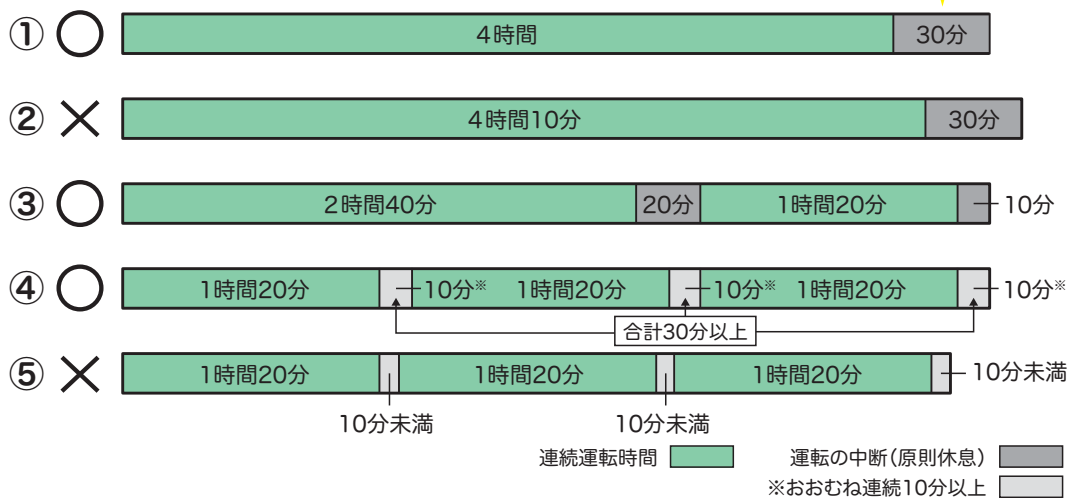 ① ○ 4時間 30分
② × 4時間10分 30分
③ ○ 2時間40分 20分 1時間20分 10分
④ ○ 1時間20分 10分※ 1時間20分 10分※ 1時間20分 10分※
合計30分以上
⑤ × 1時間20分 1時間20分 1時間20分 10分未満
10分未満 10分未満
連続運転時間 運転の中断(原則休息)
※おおむね連続10分以上